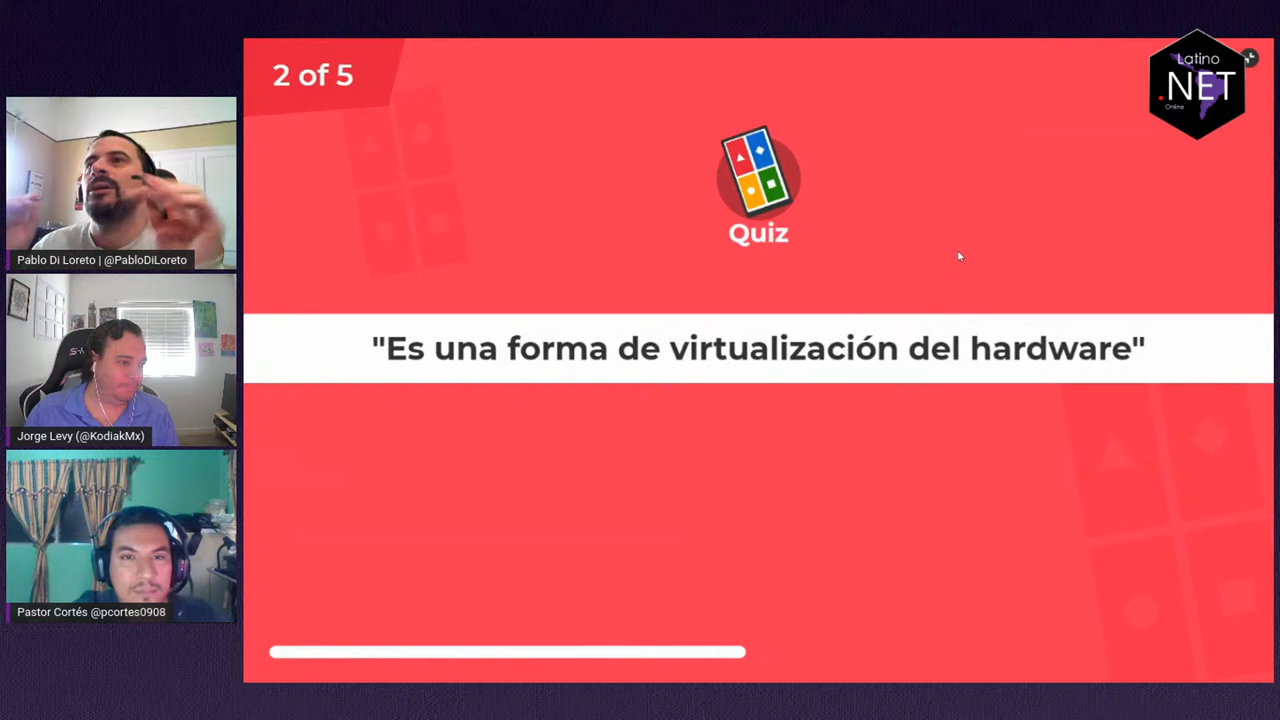 2 of 5
Latino
.NET
Online
Quiz
"Es una forma de virtualización del hardware"
Pablo Di Loreto | @PabloDiLoreto
Jorge Levy (@KodiakMx)
Pastor Cortés @pcortes0908